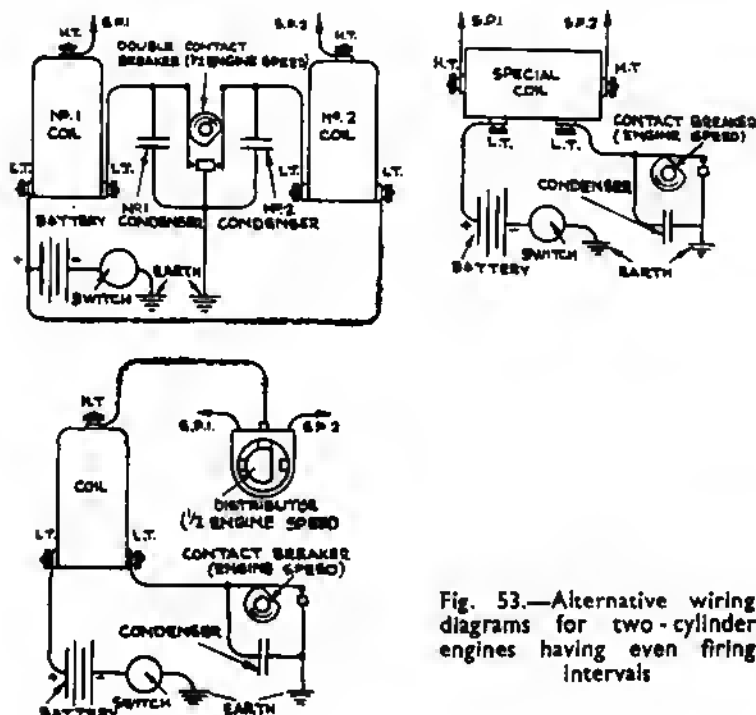 S.P.1
S.P.2
H.T.
H.T.
DOUBLE CONTACT
BREAKER (1/2 ENGINE SPEED)
Nº.1
COIL
Nº.2
COIL
L.T.
L.T.
L.T.
L.T.
Nº1
CONDENSER
Nº.2
CONDENSER
BATTERY
+
-
SWITCH
EARTH
S.P.1
S.P.2
H.T
H.T
SPECIAL
COIL
L.T.
L.T.
CONTACT BREAKER
(ENGINE SPEED)
CONDENSER
+
-
BATTERY
SWITCH
EARTH
H.T
S.P.1.
S.P.2
COIL
DISTRIBUTOR
(1/2 ENGINE SPEED
L.T.
L.T.
CONTACT BREAKER
(ENGINE SPEED)
CONDENSER
+
-
BATTERY
SWITCH
EARTH
Fig. 53.—Alternative wiring
diagrams for two-cylinder
engines having even firing
intervals